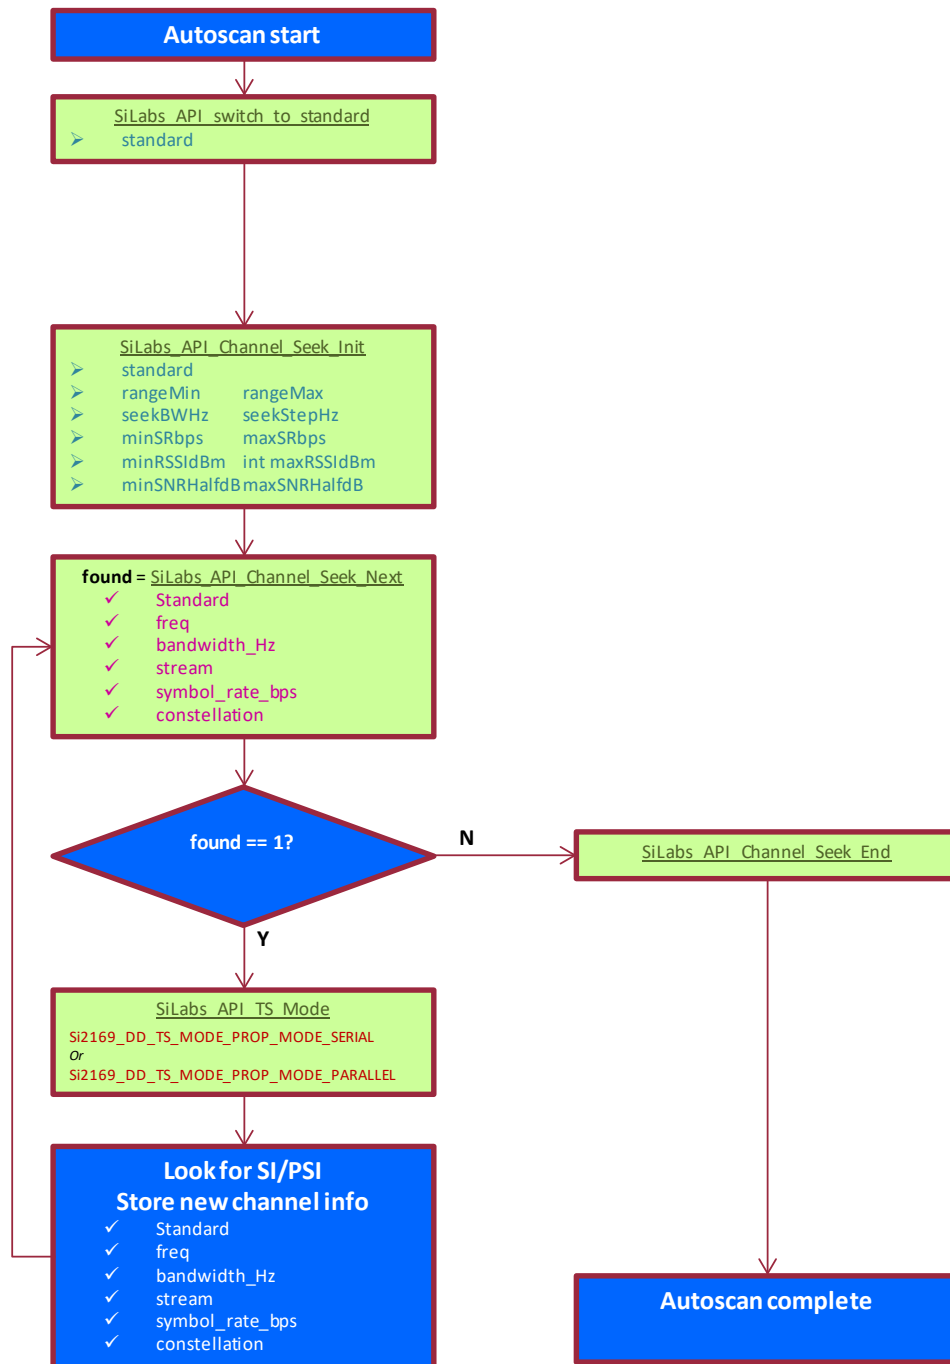 Autoscan start
SiLabs_API_switch_to_standard
➢ standard
SiLabs_API_Channel_Seek_Init
➢ standard
➢ rangeMin rangeMax
➢ seekBWHz seekStepHz
➢ minSRbps maxSRbps
➢ minRSSIdBm int maxRSSIdBm
➢ minSNRHalfdB maxSNRHalfdB
found = SiLabs_API_Channel_Seek_Next
✓ Standard
✓ freq
✓ bandwidth_Hz
✓ stream
✓ symbol_rate_bps
✓ constellation
found == 1?
N
SiLabs_API_Channel_Seek_End
Y
SiLabs_API_TS_Mode
Si2169_DD_TS_MODE_PROP_MODE_SERIAL
Or
Si2169_DD_TS_MODE_PROP_MODE_PARALLEL
Look for SI/PSI
Store new channel info
✓ Standard
✓ freq
✓ bandwidth_Hz
✓ stream
✓ symbol_rate_bps
✓ constellation
Autoscan complete